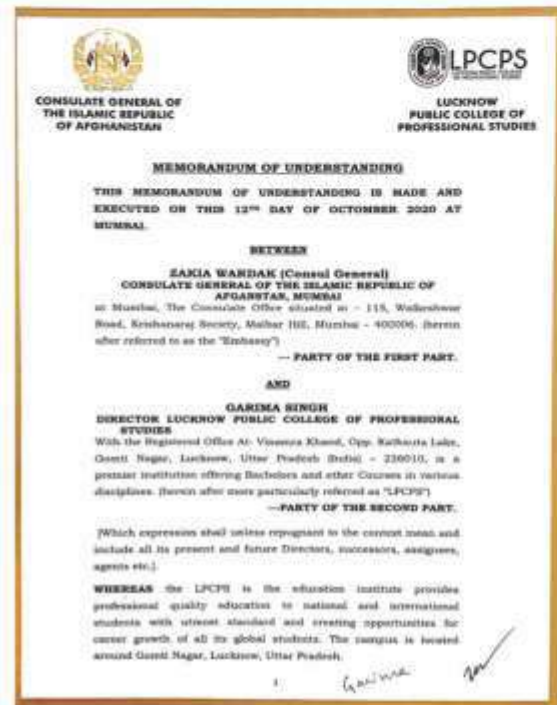 CONSULATE GENERAL OF
THE ISLAMIC REPUBLIC
OF AFGHANISTAN
LPCPS
LUCKNOW
PUBLIC COLLEGE OF
PROFESSIONAL STUDIES
MEMORANDUM OF UNDERSTANDING
THIS MEMORANDUM OF UNDERSTANDING IS MADE AND
EXECUTED ON THIS 12TH DAY OF OCTOMBER 2020 AT
MUMBAI.
BETWEEN
ZAKIA WARDAK (Consul General)
CONSULATE GENERAL OF THE ISLAMIC REPUBLIC OF
AFGANSTAN, MUMBAI
at Mumbai, The Consulate Office situated in - 115, Walkeshwar
Road, Krishanaraj Society, Malbar Hill, Mumbai - 400006. (herein
after referred to as the "Embassy")
--- PARTY OF THE FIRST PART.
AND
GARIMA SINGH
DIRECTOR LUCKNOW PUBLIC COLLEGE OF PROFESSIONAL
STUDIES
With the Registered Office At- Vinamra Khand, Opp. Kathauta Lake,
Gomti Nagar, Lucknow, Uttar Pradesh (India) - 226010, is a
premier institution offering Bachelors and other Courses in various
disciplines. (herein after more particularly referred as "LPCPS")
---PARTY OF THE SECOND PART.
[Which expression shall unless repugnant to the context mean and
include all its present and future Directors, successors, assignees,
agents etc.]
WHEREAS the LPCPS is the education institute provides
professional quality education to national and international
students with utmost standard and creating opportunities for
career growth of all its global students. The campus is located
around Gomti Nagar, Lucknow, Uttar Pradesh.
1
Garima